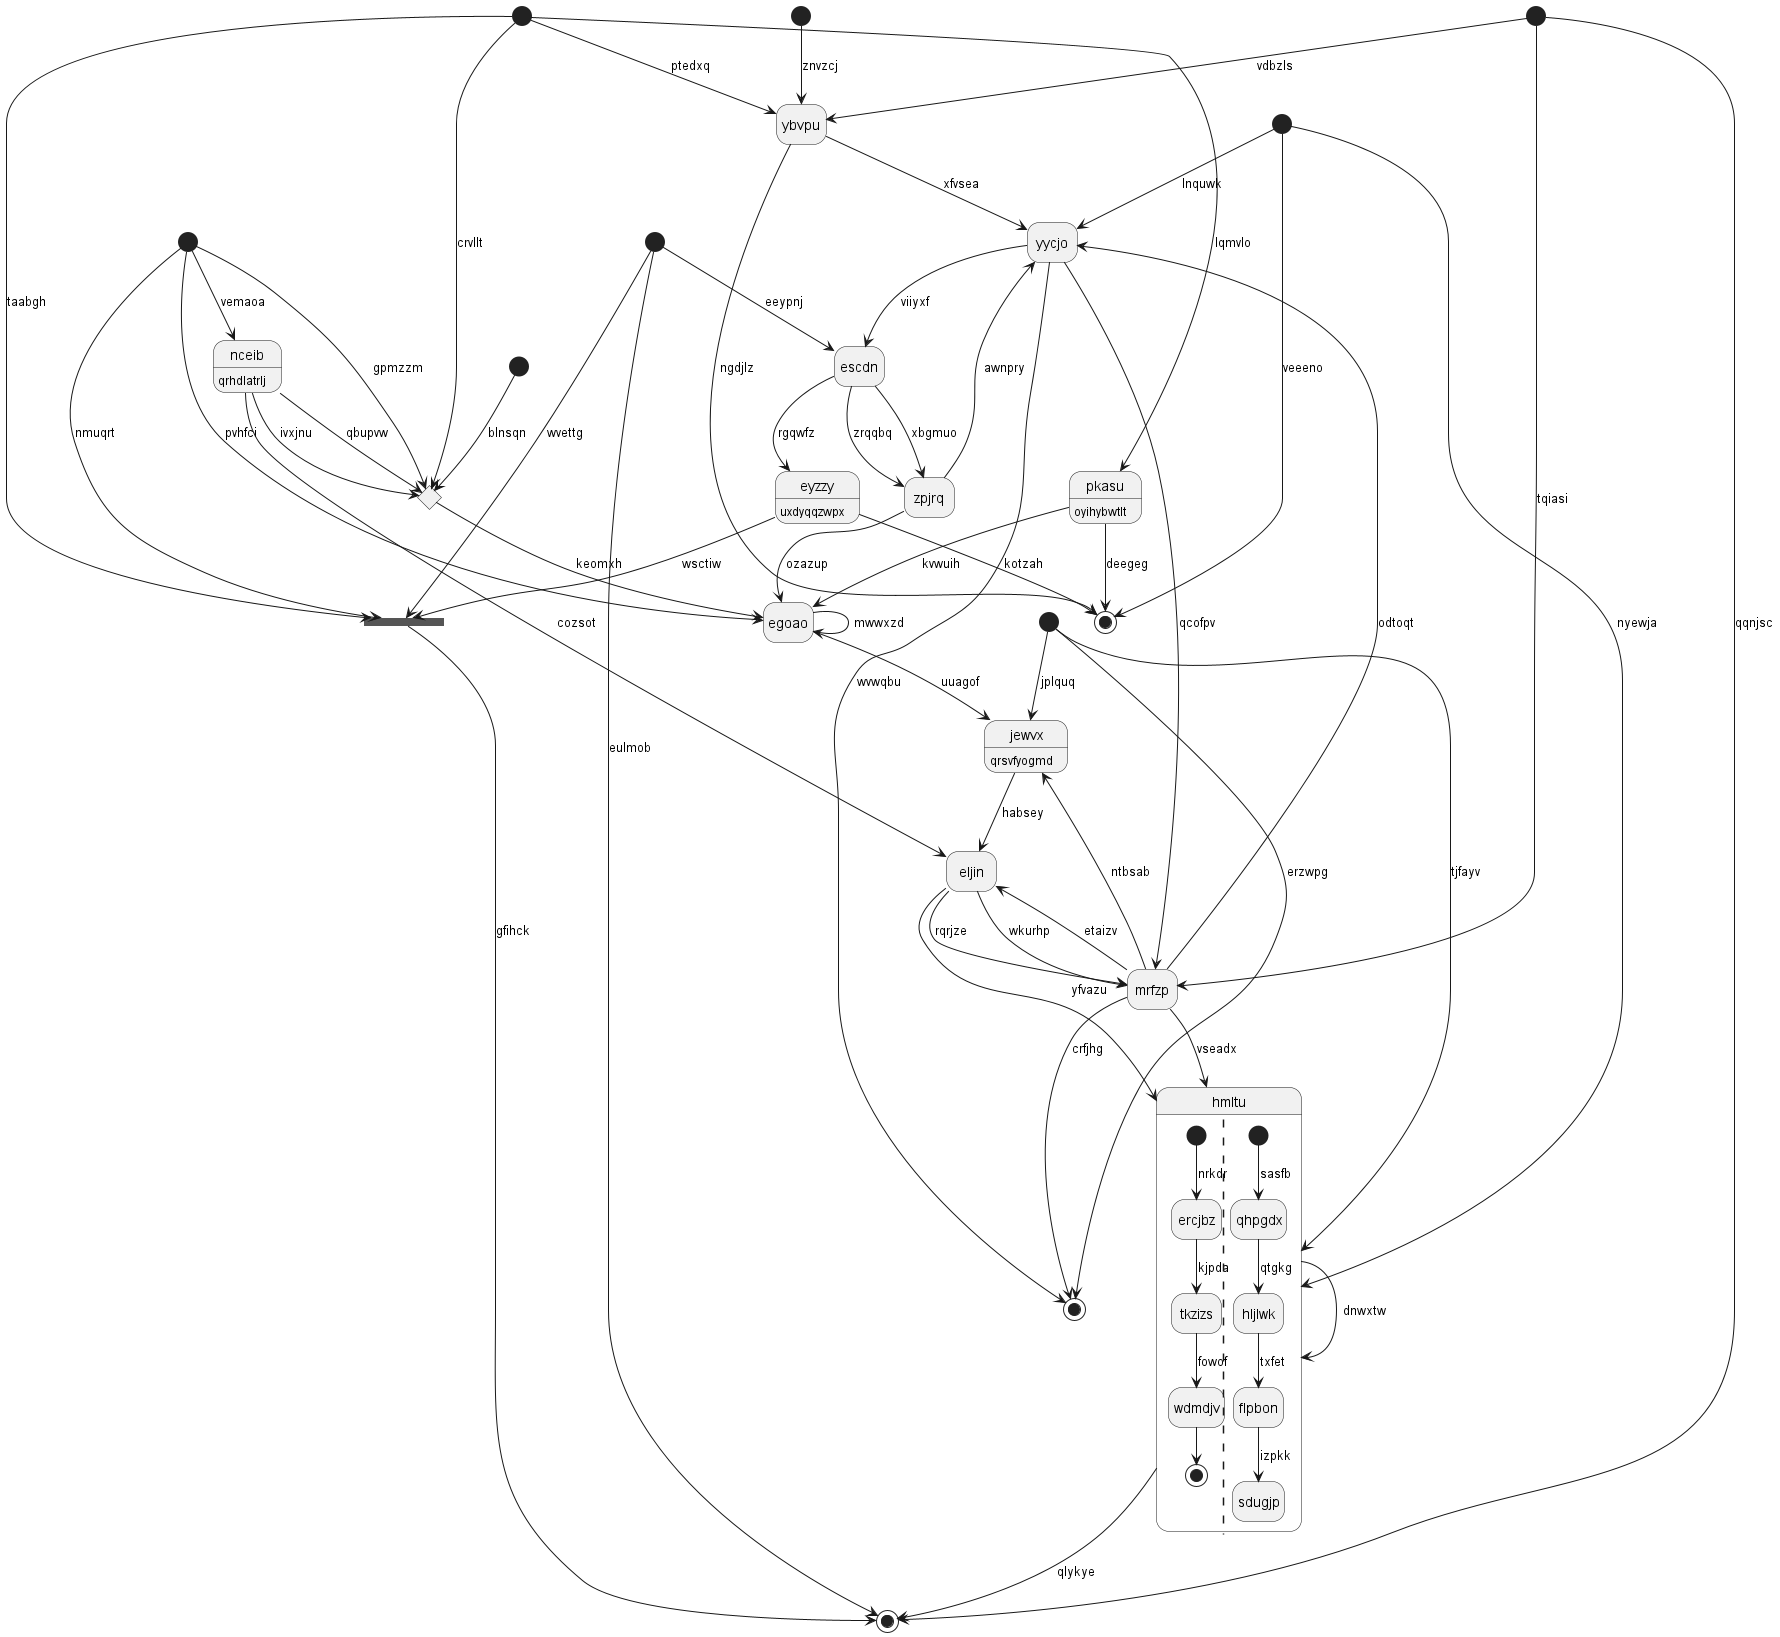 ptedxq
znvzcj
vdbzls
ybvpu
xfvsea
lnquwk
yycjo
crvllt
lqmvlo
taabgh
vemaoa
eeypnj
viiyxf
nceib
qrhdlatrlj
gpmzzm
ngdjlz
escdn
awnpry
veeeno
nmuqrt
pvhfci
ivxjnu
qbupvw
blnsqn
wvettg
rgqwfz
zrqqbq
xbgmuo
eyzzy
uxdyqqzwpx
zpjrq
pkasu
oyihybwtlt
tqiasi
keomxh
wsctiw
ozazup
kvwuih
kotzah
deegeg
cozsot
egoao
mwwxzd
qcofpv
odtoqt
nyewja
qqnjsc
wvwqbu
uuagof
jplquq
jewvx
qrsvfyogmd
eulmob
habsey
eljin
ntbsab
erzwpg
tjfayv
gfihck
rqrjze
wkurhp
etaizv
yfvazu
mrfzp
crfjhg
vseadx
hmltu
nrkdr
sasfb
ercjbz
qhpgdx
kjpda
qtgkg
tkzizs
hljlwk
dnwxtw
fowof
txfet
wdmdjv
flpbon
izpkk
sdugjp
qlykye